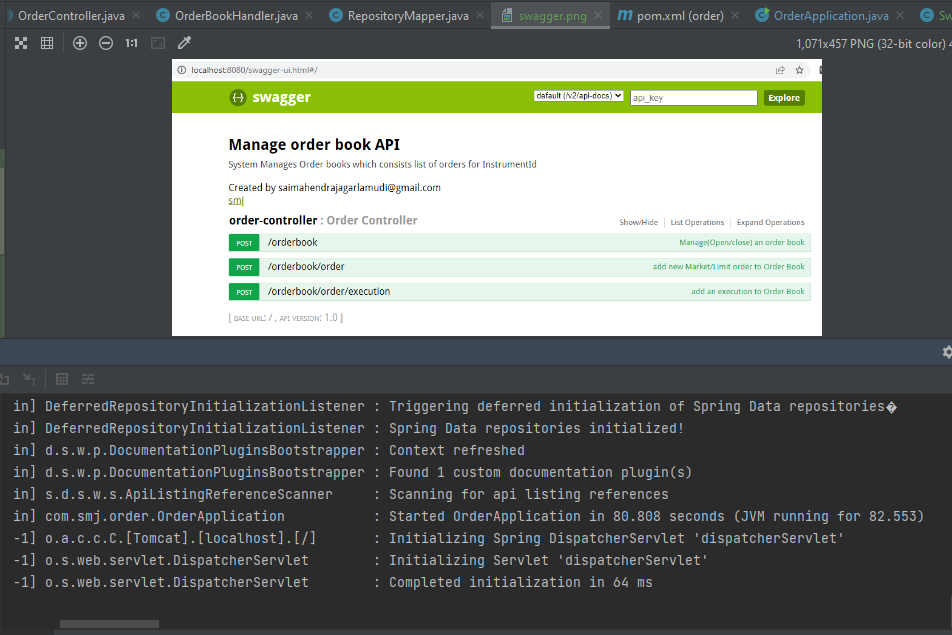 OrderController.java OrderBookHandler.java RepositoryMapper.java swagger.png pom.xml (order) OrderApplication.java Sw
1:1 1,071x457 PNG (32-bit color) 4
localhost:8080/swagger-ui.html#/
swagger default (/v2/api-docs) api_key Explore
Manage order book API
System Manages Order books which consists list of orders for InstrumentId
Created by saimahendrajagarlamudi@gmail.com
smj
order-controller : Order Controller Show/Hide List Operations Expand Operations
POST /orderbook Manage(Open/close) an order book
POST /orderbook/order add new Market/Limit order to Order Book
POST /orderbook/order/execution add an execution to Order Book
[ BASE URL: / , API VERSION: 1.0 ]
in] DeferredRepositoryInitializationListener : Triggering deferred initialization of Spring Data repositories�
in] DeferredRepositoryInitializationListener : Spring Data repositories initialized!
in] d.s.w.p.DocumentationPluginsBootstrapper : Context refreshed
in] d.s.w.p.DocumentationPluginsBootstrapper : Found 1 custom documentation plugin(s)
in] s.d.s.w.s.ApiListingReferenceScanner : Scanning for api listing references
in] com.smj.order.OrderApplication : Started OrderApplication in 80.808 seconds (JVM running for 82.553)
-1] o.a.c.c.C.[Tomcat].[localhost].[/] : Initializing Spring DispatcherServlet 'dispatcherServlet'
-1] o.s.web.servlet.DispatcherServlet : Initializing Servlet 'dispatcherServlet'
-1] o.s.web.servlet.DispatcherServlet : Completed initialization in 64 ms